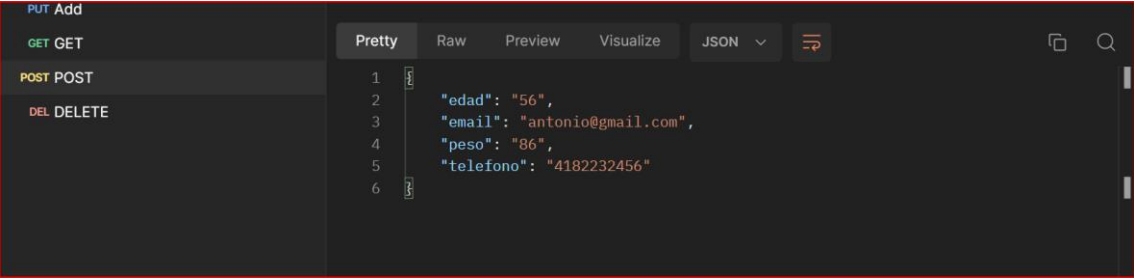 PUT Add
GET GET
POST POST
DEL DELETE
Pretty Raw Preview Visualize JSON
1 {
2 "edad": "56",
3 "email": "antonio@gmail.com",
4 "peso": "86",
5 "telefono": "4182232456"
6 }